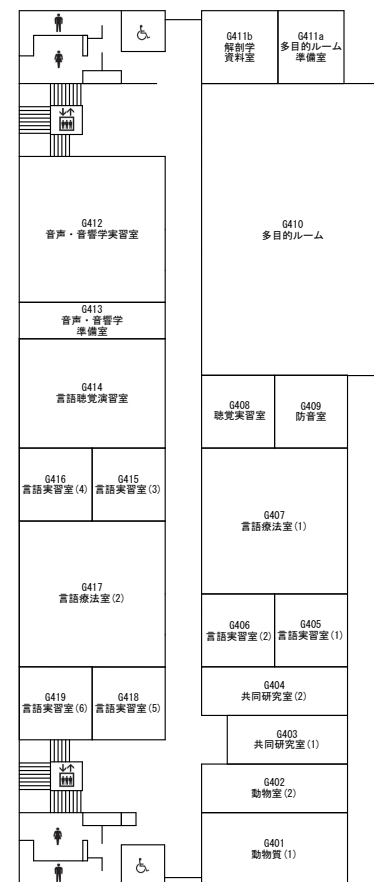 G411b
解剖学
資料室
G411a
多目的ルーム
準備室
G412
音声・音響学実習室
G410
多目的ルーム
G413
音声・音響学
準備室
G414
言語聴覚演習室
G408
聴覚実習室
G409
防音室
G416
言語実習室(4)
G415
言語実習室(3)
G407
言語療法室(1)
G417
言語療法室(2)
G406
言語実習室(2)
G405
言語実習室(1)
G419
言語実習室(6)
G418
言語実習室(5)
G404
共同研究室(2)
G403
共同研究室(1)
G402
動物室(2)
G401
動物質(1)